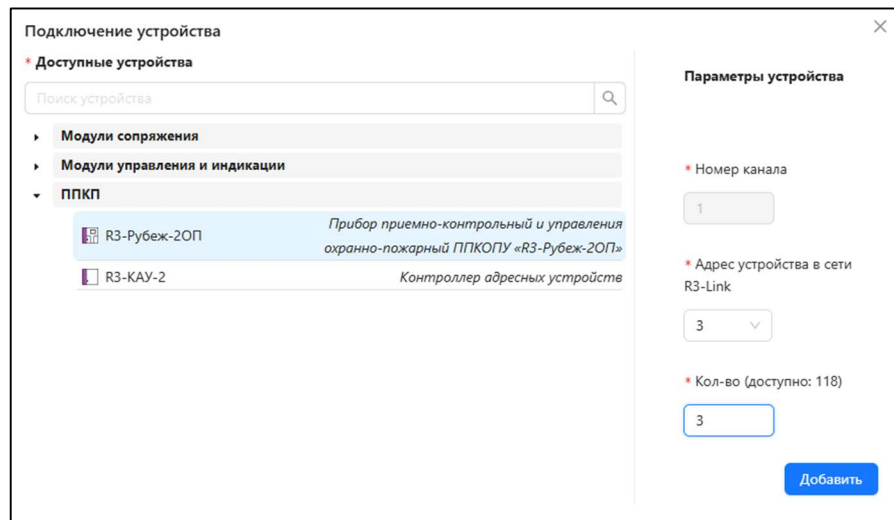 Подключение устройства
* Доступные устройства
Поиск устройства
Модули сопряжения
Модули управления и индикации
ППКП
R3-Рубеж-2ОП
Прибор приемно-контрольный и управления
охранно-пожарный ППКОПУ «R3-Рубеж-2ОП»
R3-КАУ-2
Контроллер адресных устройств
Параметры устройства
* Номер канала
1
* Адрес устройства в сети
R3-Link
3
* Кол-во (доступно: 118)
3
Добавить